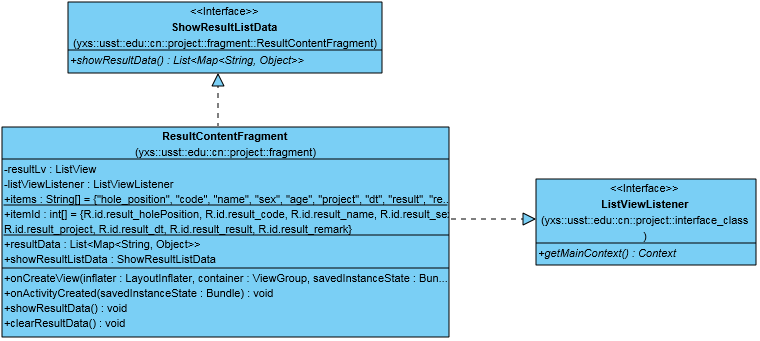 <<Interface>>
ShowResultListData
(yxs::usst::edu::cn::project::fragment::ResultContentFragment)
+showResultData() : List<Map<String, Object>>
ResultContentFragment
(yxs::usst::edu::cn::project::fragment)
-resultLv : ListView
-listViewListener : ListViewListener
+items : String[] = {"hole_position", "code", "name", "sex", "age", "project", "dt", "result", "re...
+itemId : int[] = {R.id.result_holePosition, R.id.result_code, R.id.result_name, R.id.result_se
R.id.result_project, R.id.result_dt, R.id.result_result, R.id.result_remark}
+resultData : List<Map<String, Object>>
+showResultListData : ShowResultListData
+onCreateView(inflater : LayoutInflater, container : ViewGroup, savedInstanceState : Bun...
+onActivityCreated(savedInstanceState : Bundle) : void
+showResultData() : void
+clearResultData() : void
<<Interface>>
ListViewListener
(yxs::usst::edu::cn::project::interface_class
)
+getMainContext() : Context